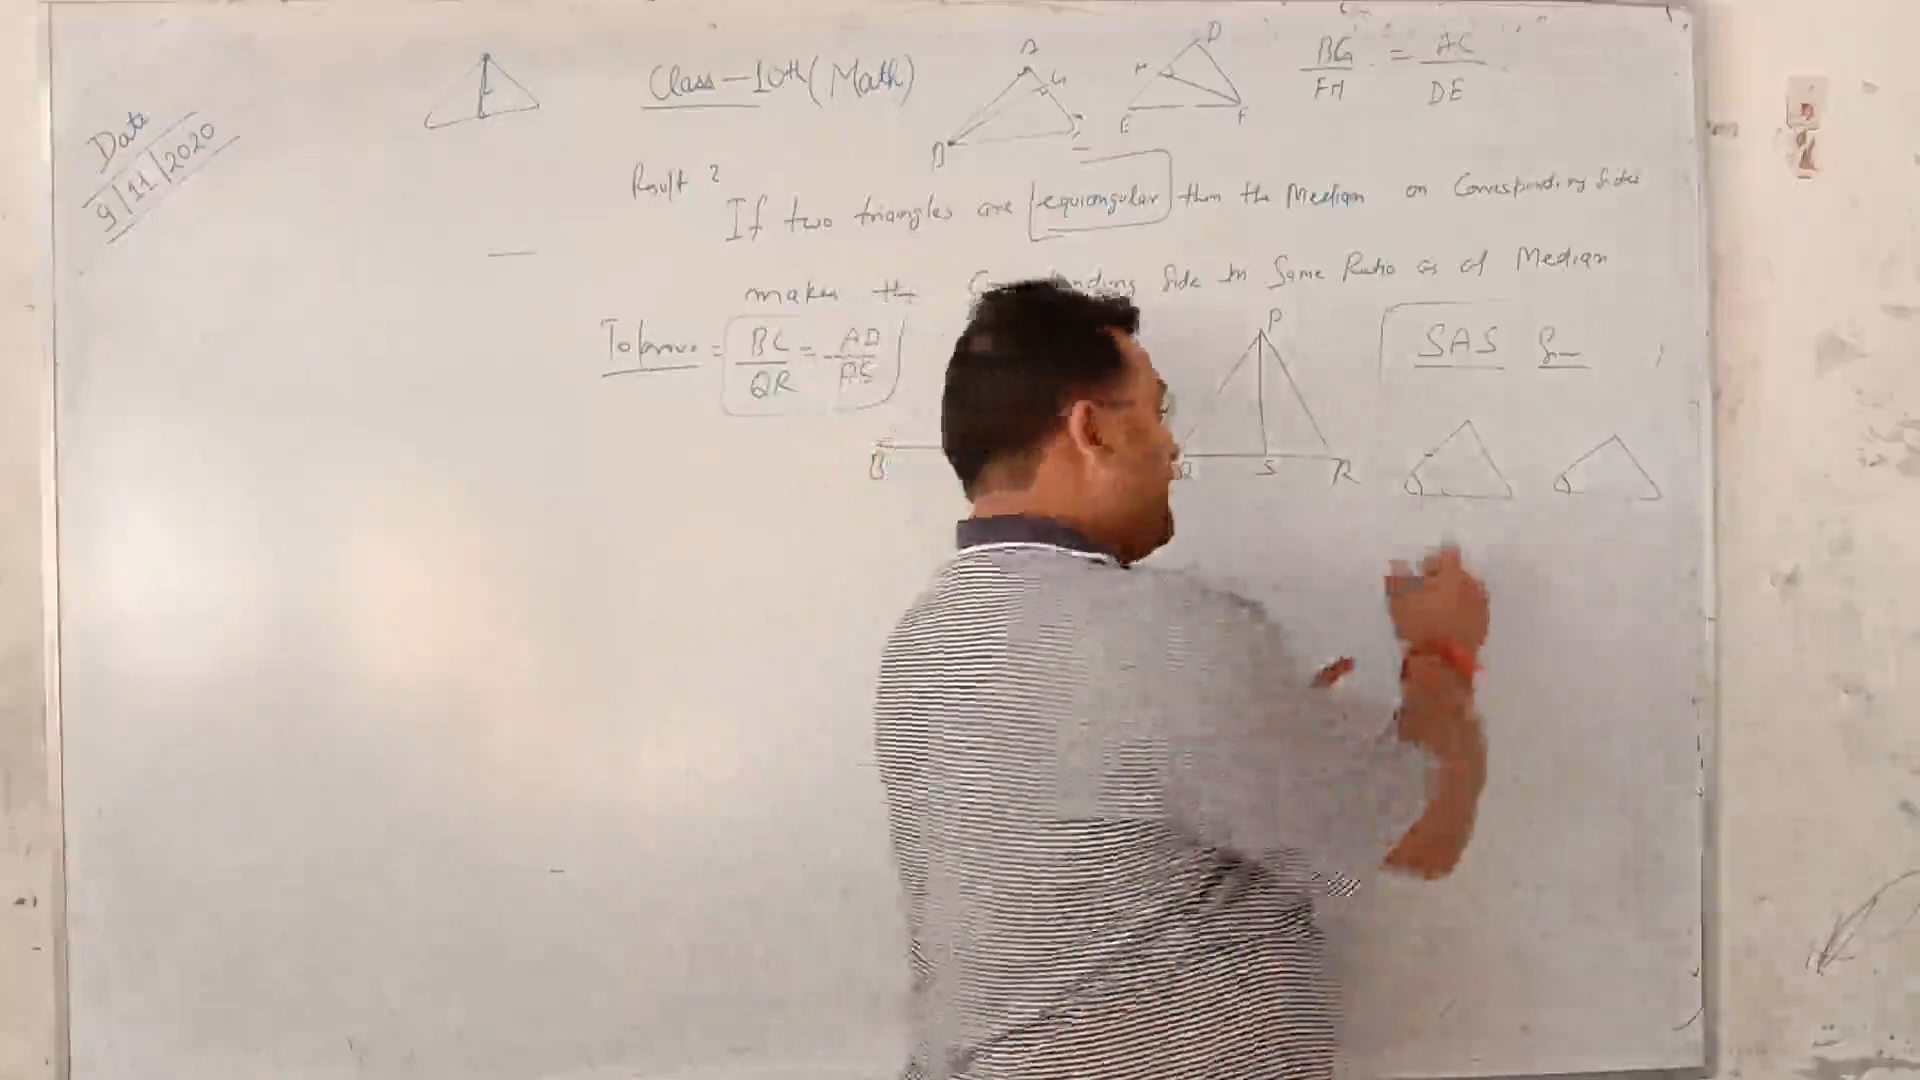 Date
9/11/2020
Class-10th (Math)
A
G
B
C
D
H
E
F
BG/FH = AC/DE
Result 2
If two triangles are equiangular then the Median on Corresponding Sides
makes the Side in Same Ratio as of Median
To prove = BC/QR = AD/PS
B
P
Q S R
SAS